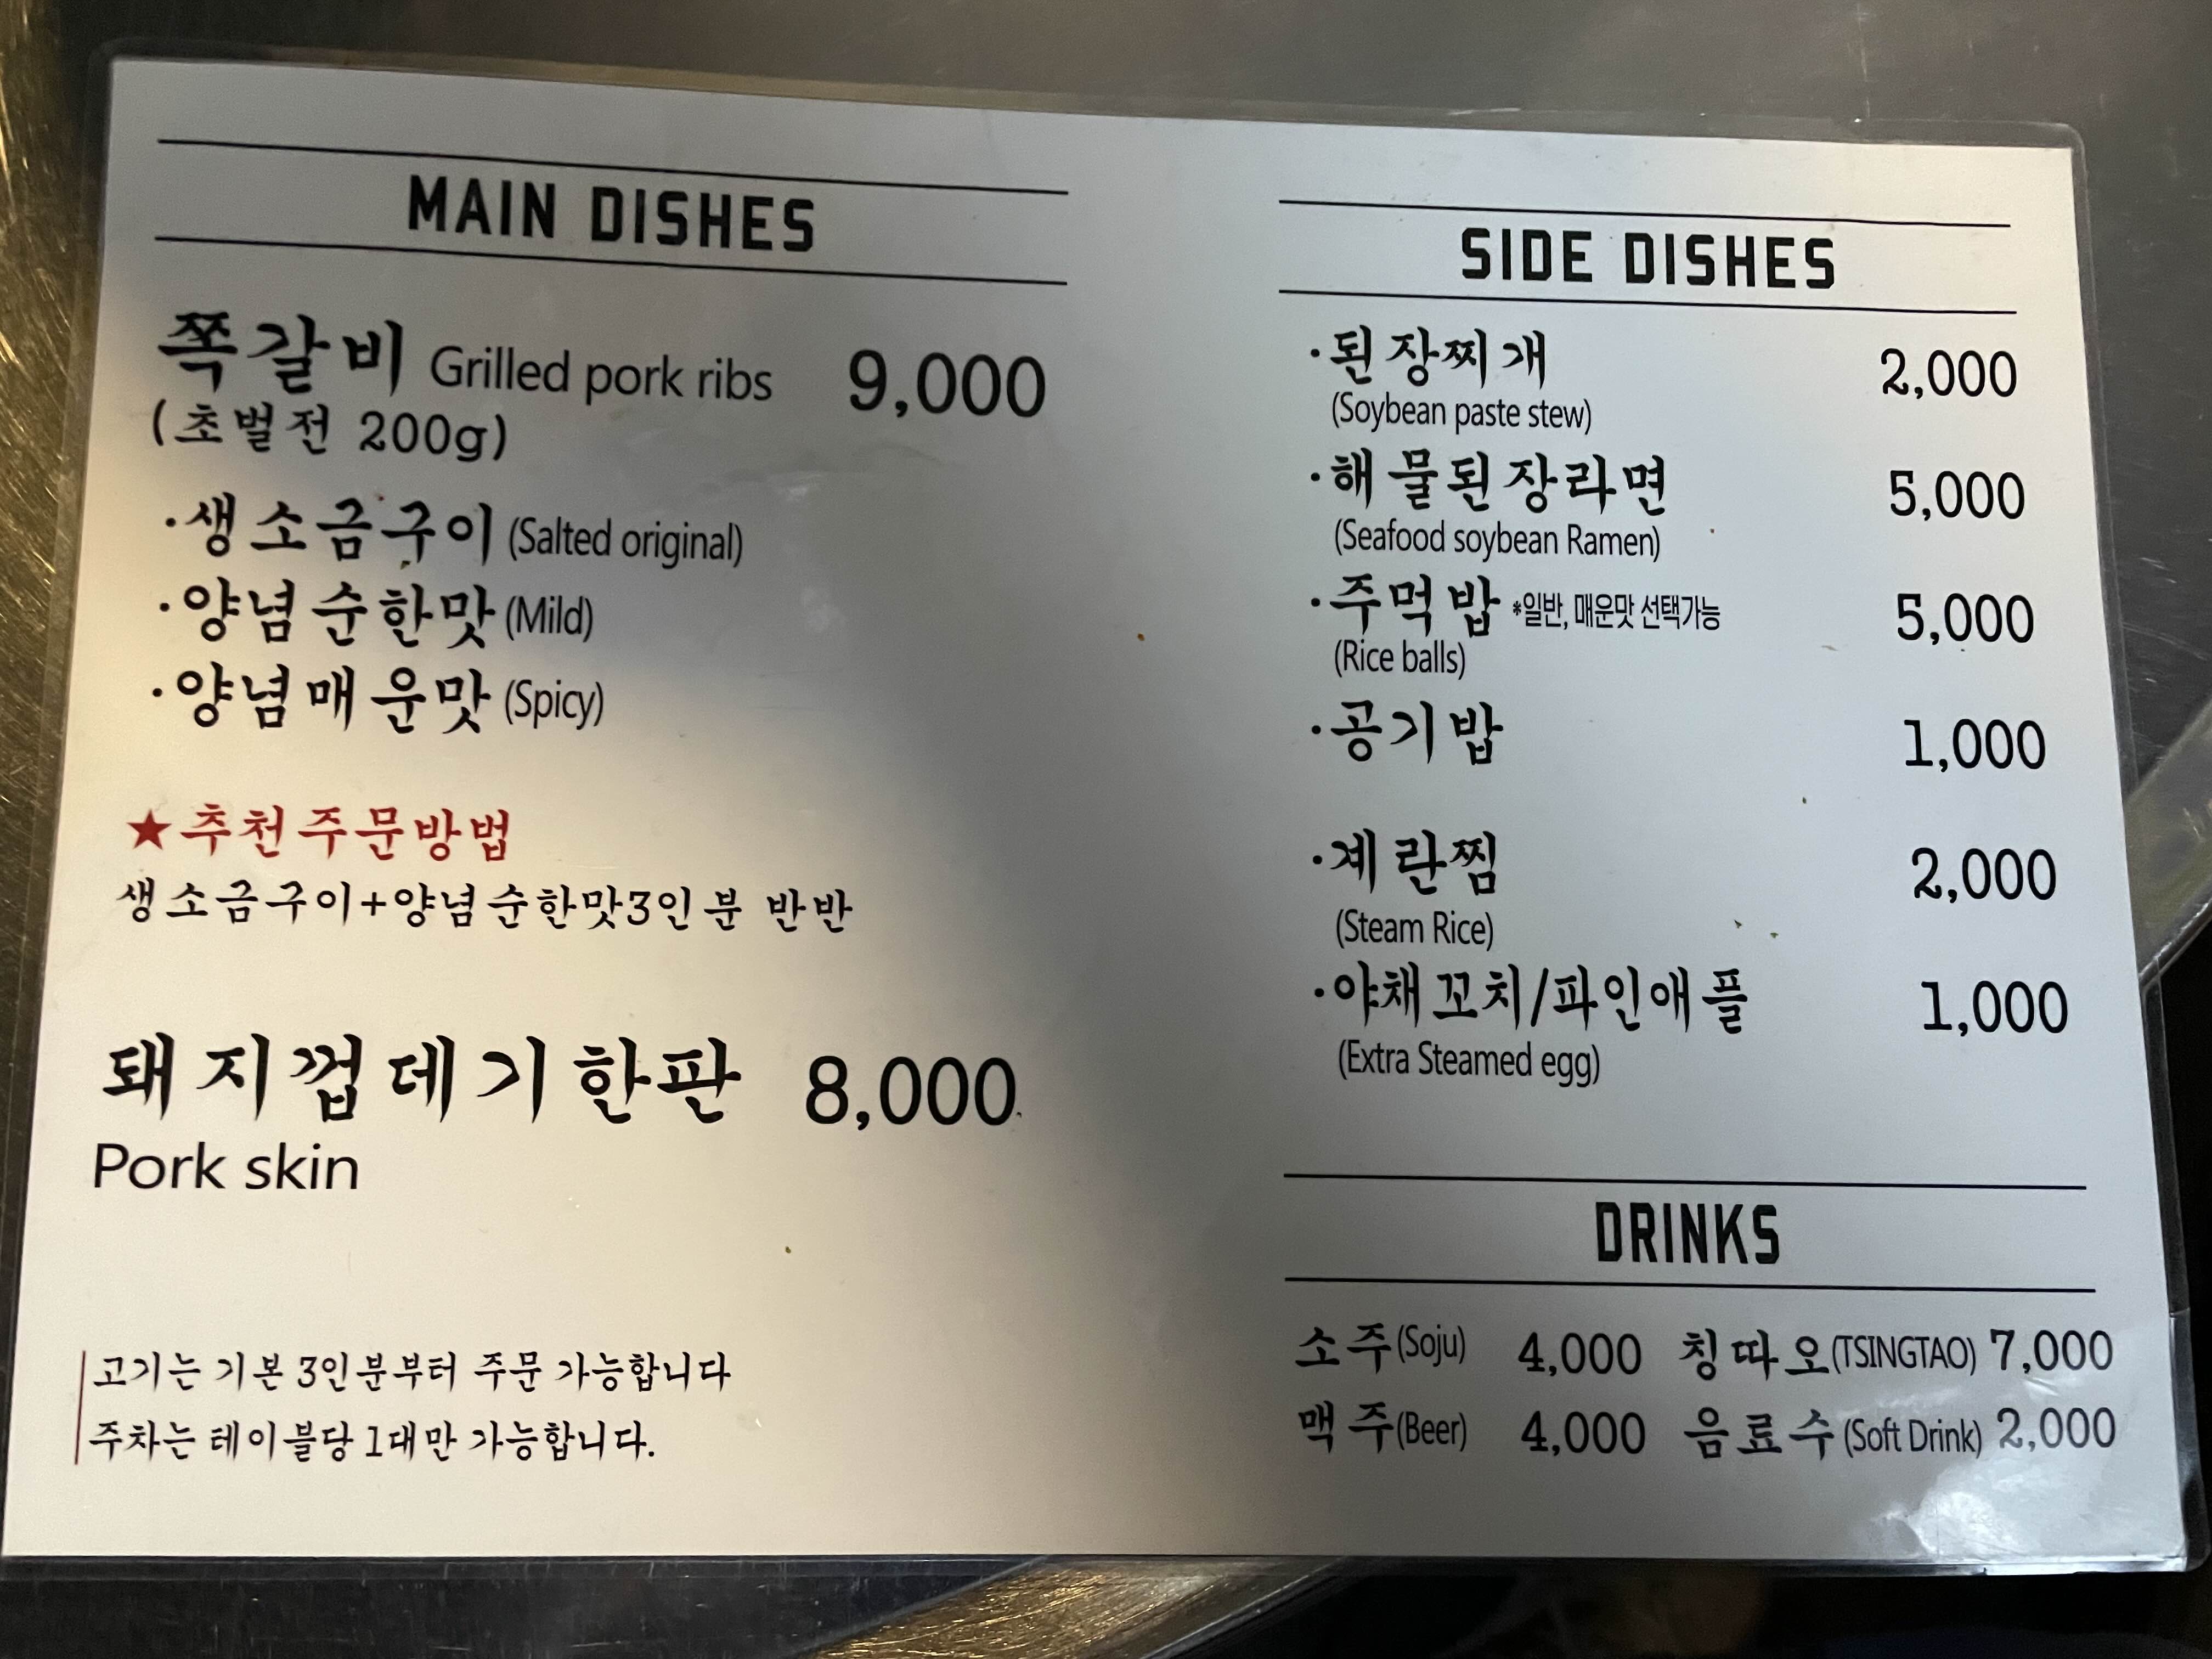 MAIN DISHES
쪽갈비 Grilled pork ribs 9,000
(초벌전 200g)
·생소금구이 (Salted original)
·양념순한맛 (Mild)
·양념매운맛 (Spicy)
★추천주문방법
생소금구이+양념순한맛3인분 반반
돼지껍데기한판 8,000
Pork skin
고기는 기본 3인분부터 주문 가능합니다
주차는 테이블당 1대만 가능합니다.
SIDE DISHES
·된장찌개 2,000
(Soybean paste stew)
·해물된장라면 5,000
(Seafood soybean Ramen)
·주먹밥 *일반, 매운맛 선택가능 5,000
(Rice balls)
·공기밥 1,000
·계란찜 2,000
(Steam Rice)
·야채꼬치/파인애플 1,000
(Extra Steamed egg)
DRINKS
소주(Soju) 4,000 칭따오(TSINGTAO) 7,000
맥주(Beer) 4,000 음료수(Soft Drink) 2,000